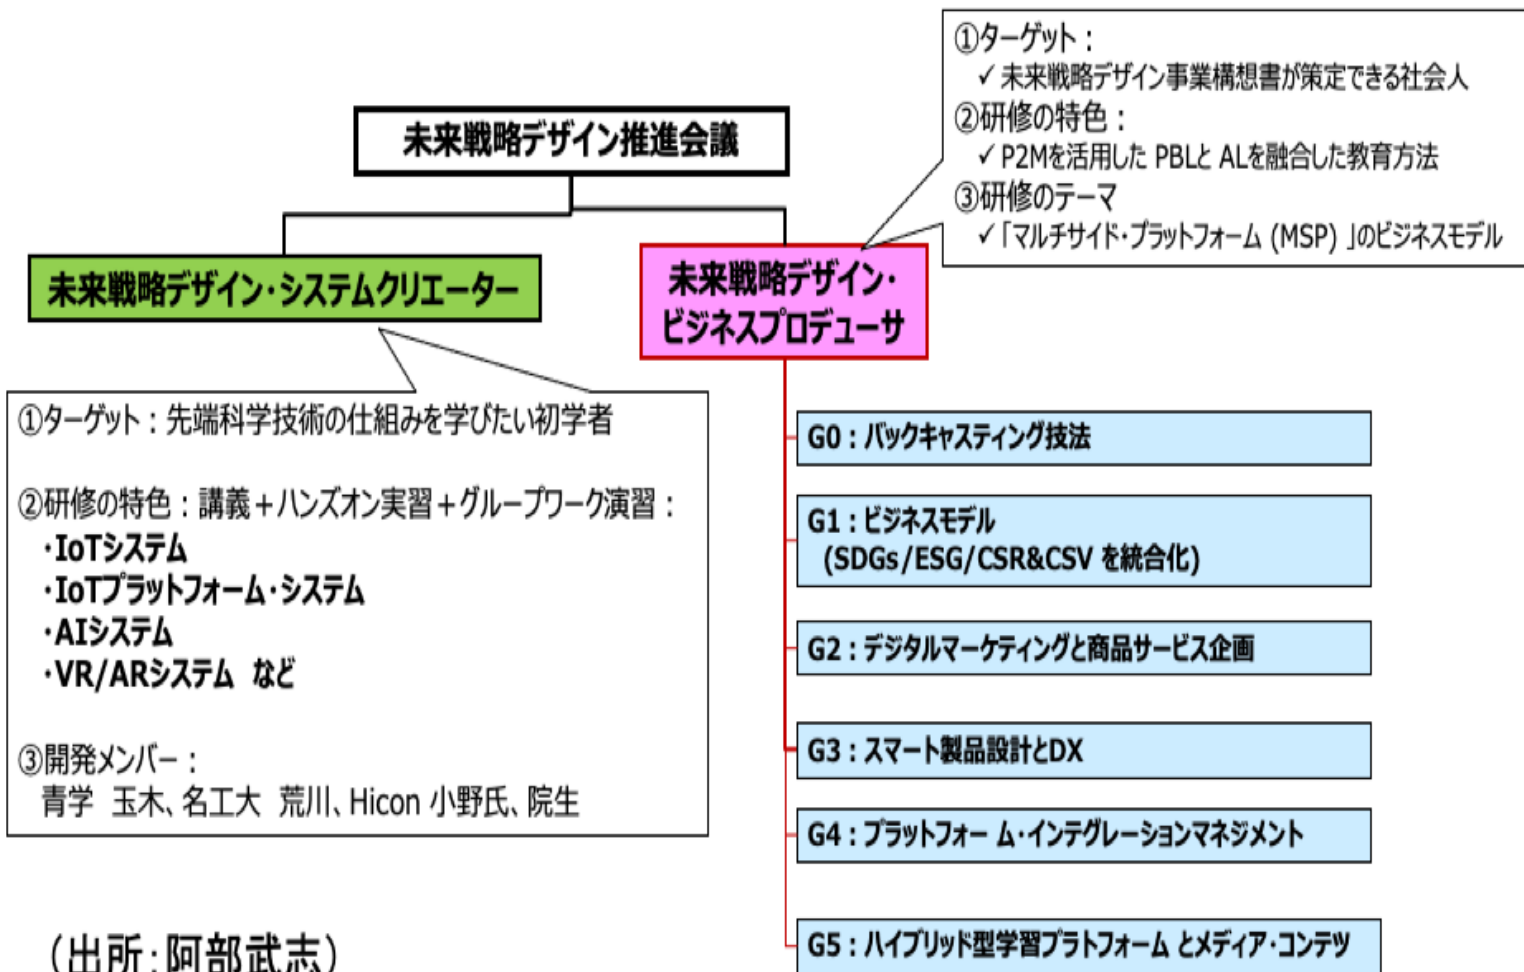 未来戦略デザイン推進会議
①ターゲット：
✓ 未来戦略デザイン事業構想書が策定できる社会人
②研修の特色：
✓ P2Mを活用した PBLと ALを融合した教育方法
③研修のテーマ
✓ 「マルチサイド・プラットフォーム (MSP) 」のビジネスモデル
未来戦略デザイン・システムクリエーター
未来戦略デザイン・
ビジネスプロデューサ
①ターゲット：先端科学技術の仕組みを学びたい初学者
②研修の特色：講義＋ハンズオン実習＋グループワーク演習：
・IoTシステム
・IoTプラットフォーム・システム
・AIシステム
・VR/ARシステム など
③開発メンバー：
青学 玉木、名工大 荒川、Hicon 小野氏、院生
G0：バックキャスティング技法
G1：ビジネスモデル
(SDGs/ESG/CSR&CSV を統合化)
G2：デジタルマーケティングと商品サービス企画
G3：スマート製品設計とDX
G4：プラットフォー ム・インテグレーションマネジメント
G5：ハイブリッド型学習プラトフォーム とメディア・コンテツ
（出所：阿部武志）